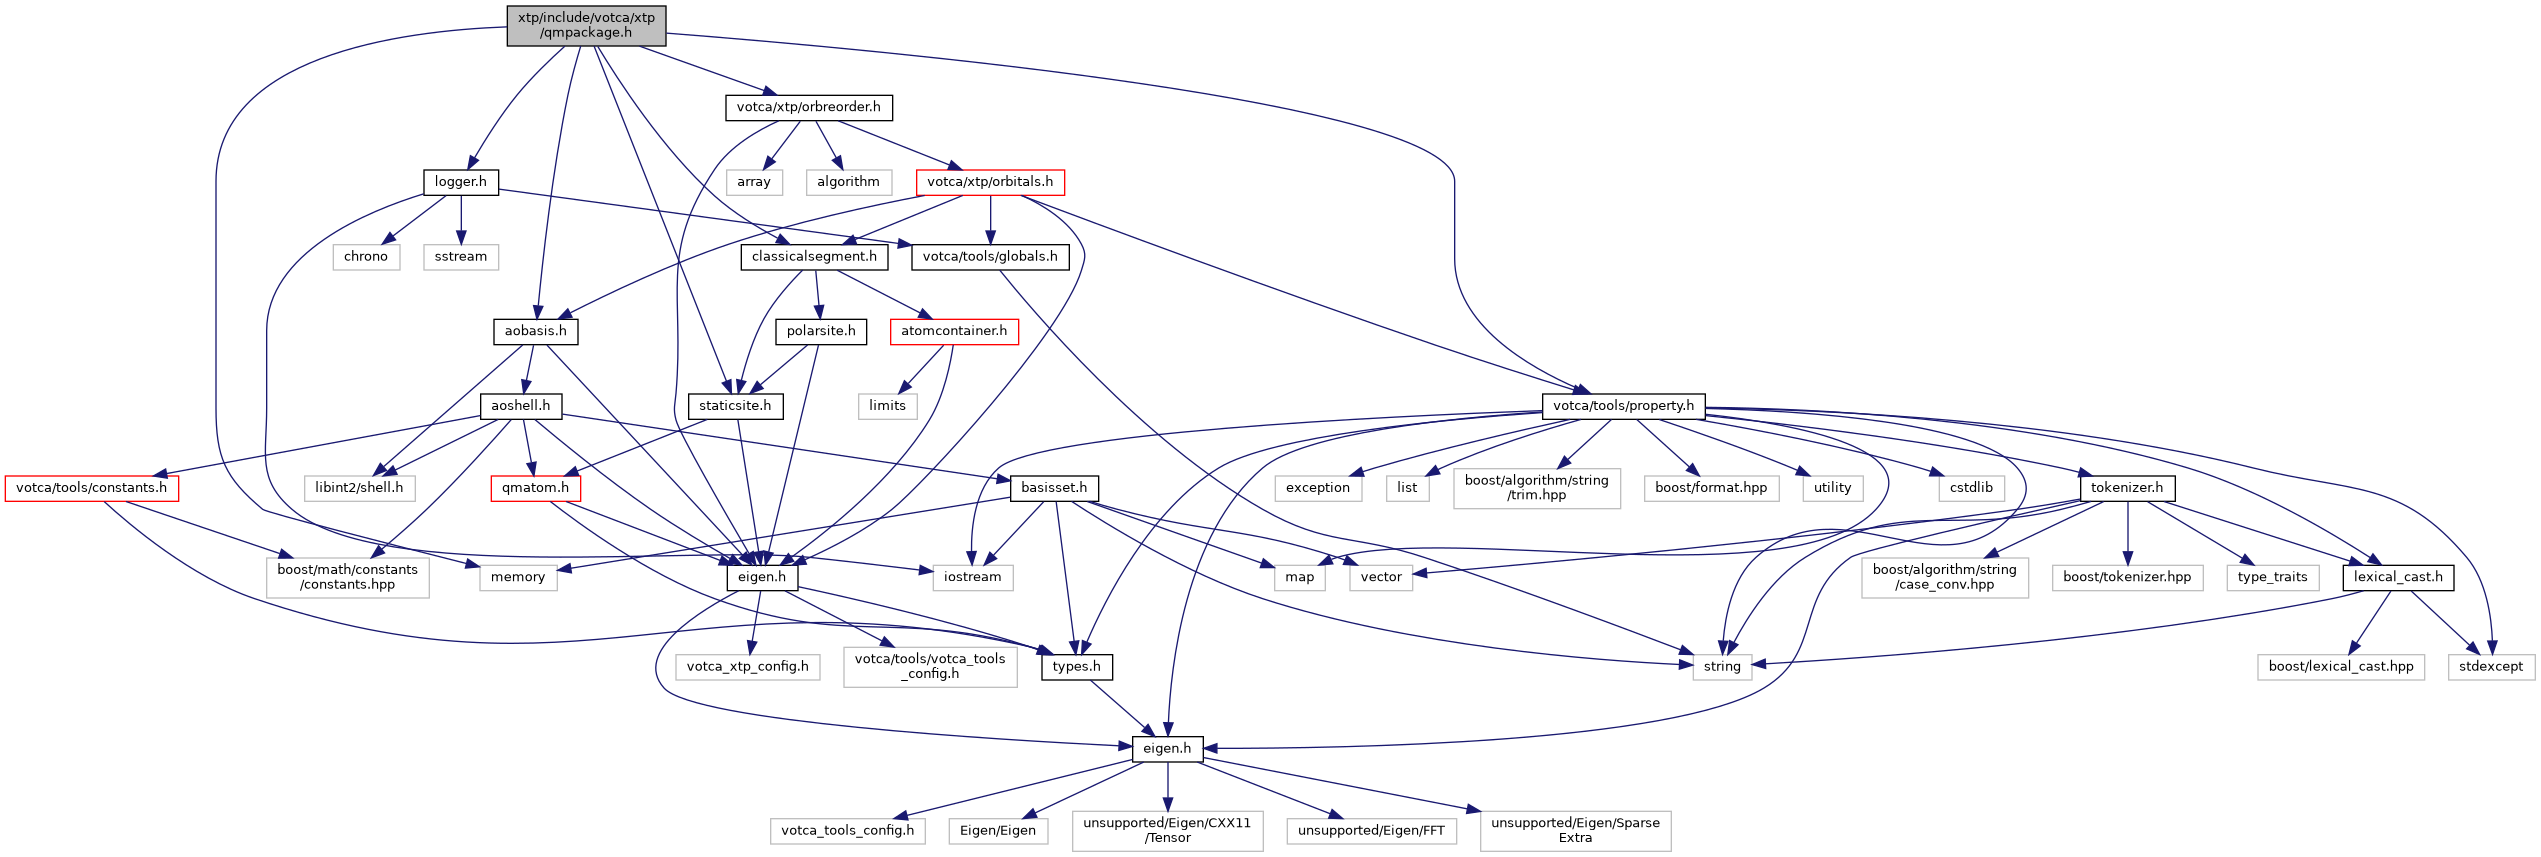 xtp/include/votca/xtp
/qmpackage.h
votca/xtp/orbreorder.h
logger.h
array
algorithm
votca/xtp/orbitals.h
chrono
sstream
classicalsegment.h
votca/tools/globals.h
aobasis.h
polarsite.h
atomcontainer.h
aoshell.h
staticsite.h
limits
votca/tools/property.h
votca/tools/constants.h
libint2/shell.h
qmatom.h
basisset.h
exception
list
boost/algorithm/string
/trim.hpp
boost/format.hpp
utility
cstdlib
tokenizer.h
boost/math/constants
/constants.hpp
memory
eigen.h
iostream
map
vector
boost/algorithm/string
/case_conv.hpp
boost/tokenizer.hpp
type_traits
lexical_cast.h
votca_xtp_config.h
votca/tools/votca_tools
_config.h
types.h
string
boost/lexical_cast.hpp
stdexcept
eigen.h
votca_tools_config.h
Eigen/Eigen
unsupported/Eigen/CXX11
/Tensor
unsupported/Eigen/FFT
unsupported/Eigen/Sparse
Extra